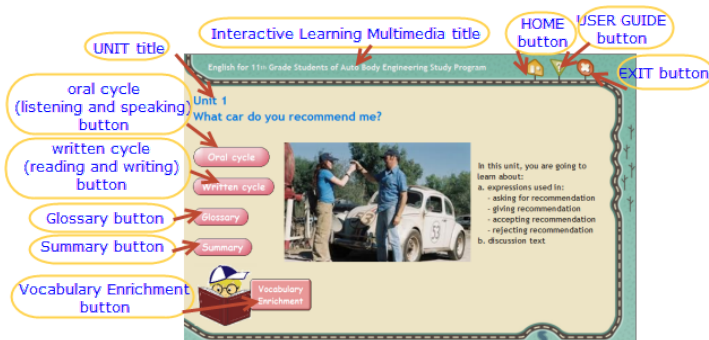 Interactive Learning Multimedia title
HOME
button
USER GUIDE
button
UNIT title
EXIT button
English for 11th Grade Students of Auto Body Engineering Study Program
oral cycle
(listening and speaking)
button
Unit 1
What car do you recommend me?
written cycle
(reading and writing)
button
Oral cycle
Written cycle
Glossary button
Glossary
Summary button
Summary
53
In this unit, you are going to
learn about:
a. expressions used in:
- asking for recommendation
- giving recommendation
- accepting recommendation
- rejecting recommendation
b. discussion text
Vocabulary Enrichment
button
Vocabulary
Enrichment